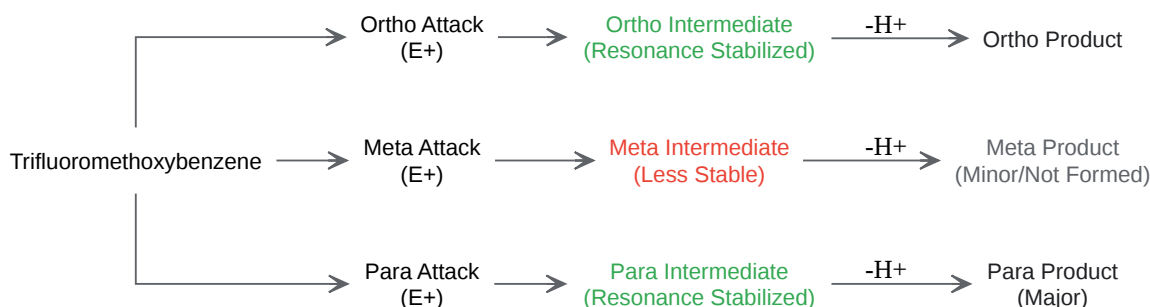 Ortho Attack
(E+)
Ortho Intermediate
(Resonance Stabilized)
-H+
Ortho Product
Trifluoromethoxybenzene
Meta Attack
(E+)
Meta Intermediate
(Less Stable)
-H+
Meta Product
(Minor/Not Formed)
Para Attack
(E+)
Para Intermediate
(Resonance Stabilized)
-H+
Para Product
(Major)